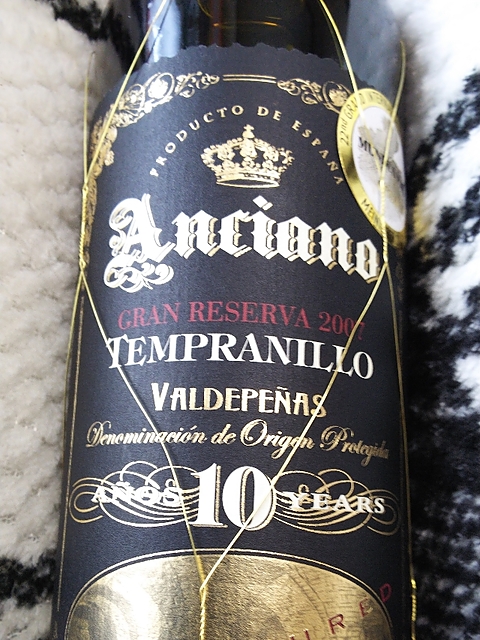 PRODUCTO DE ESPAÑA
Anciano
GRAN RESERVA 2007
TEMPRANILLO
VALDEPEÑAS
Denominación de Origen Protegida
AÑOS 10 YEARS